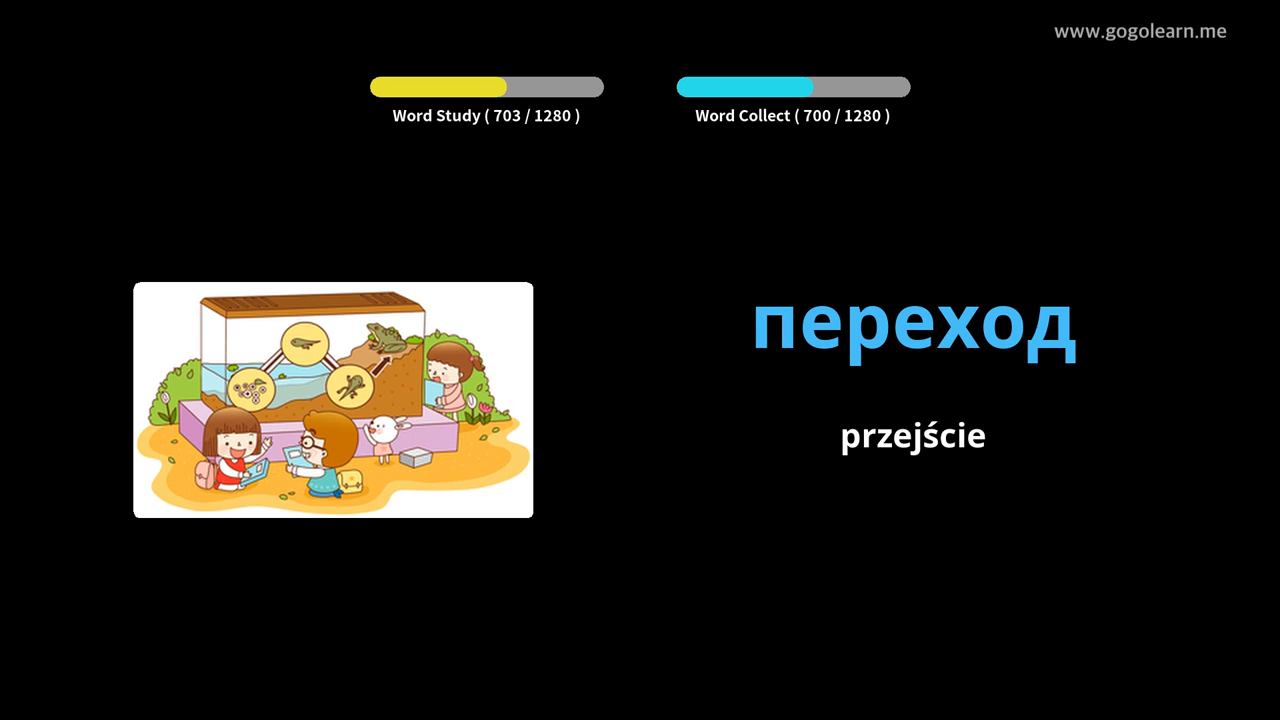 www.gogolearn.me
Word Study ( 703 / 1280 )
Word Collect ( 700 / 1280 )
переход
przejście